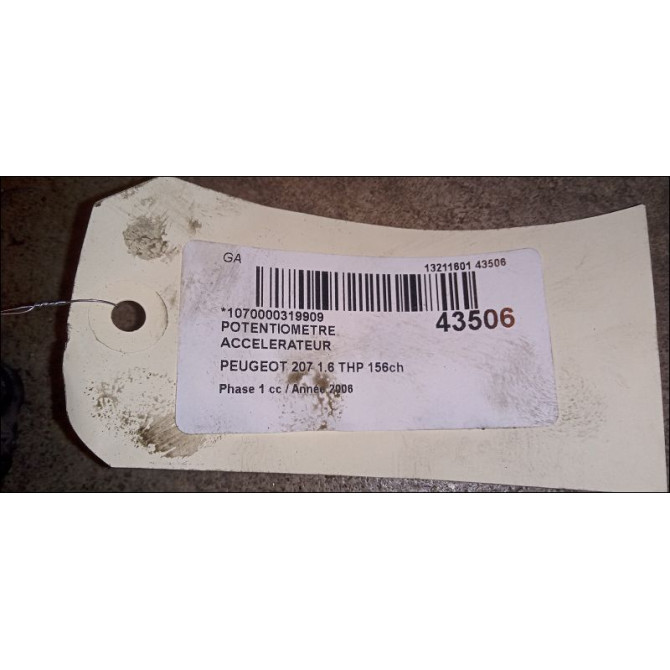 GA
13211601 43506
*1070000319909
43506
POTENTIOMETRE
ACCELERATEUR
PEUGEOT 207 1.6 THP 156ch
Phase 1 cc / Année 2006